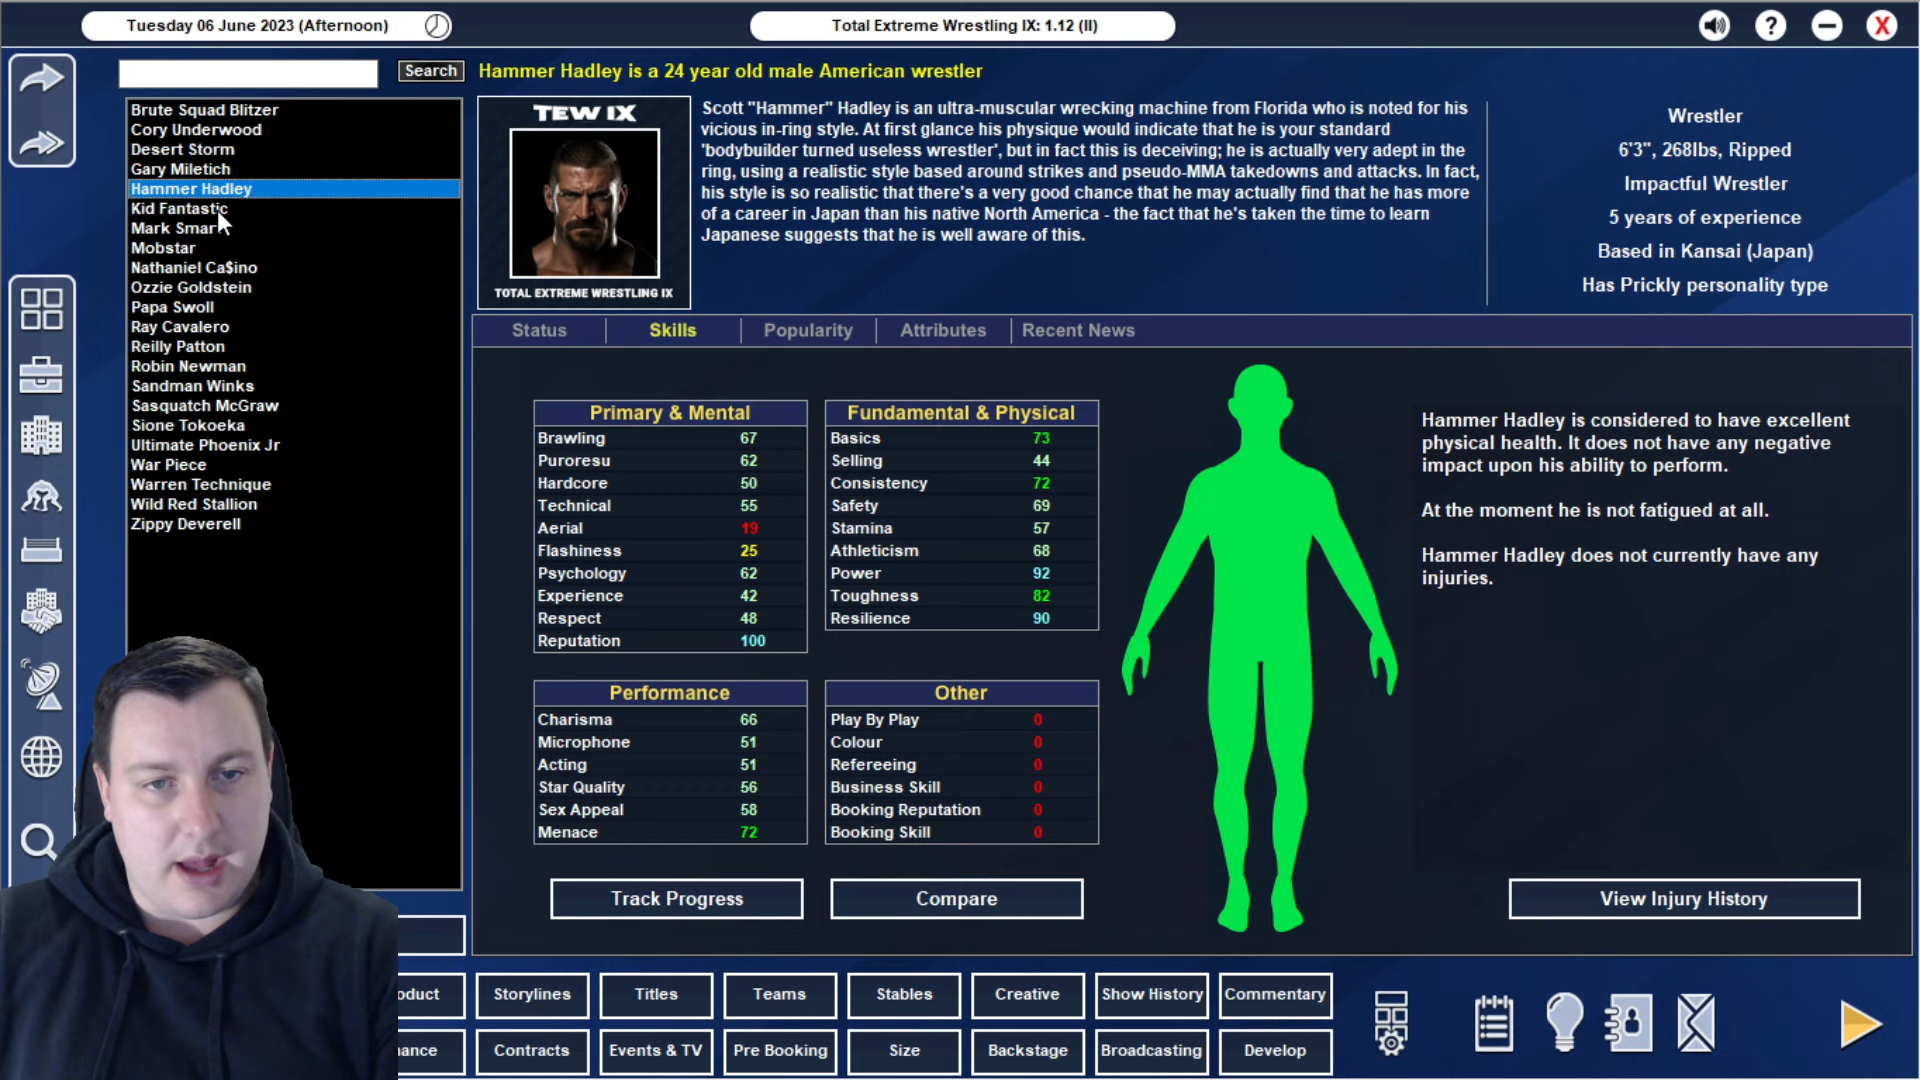 Tuesday 06 June 2023 (Afternoon)
Total Extreme Wrestling IX: 1.12 (II)
?
X
Search
Hammer Hadley is a 24 year old male American wrestler
Brute Squad Blitzer
Cory Underwood
Desert Storm
Gary Miletich
Hammer Hadley
Kid Fantastic
Mark Smar
Mobstar
Nathaniel Ca$ino
Ozzie Goldstein
Papa Swoll
Ray Cavalero
Reilly Patton
Robin Newman
Sandman Winks
Sasquatch McGraw
Sione Tokoeka
Ultimate Phoenix Jr
War Piece
Warren Technique
Wild Red Stallion
Zippy Deverell
TEW IX
TOTAL EXTREME WRESTLING IX
Scott "Hammer" Hadley is an ultra-muscular wrecking machine from Florida who is noted for his
vicious in-ring style. At first glance his physique would indicate that he is your standard
'bodybuilder turned useless wrestler', but in fact this is deceiving; he is actually very adept in the
ring, using a realistic style based around strikes and pseudo-MMA takedowns and attacks. In fact,
his style is so realistic that there's a very good chance that he may actually find that he has more
of a career in Japan than his native North America - the fact that he's taken the time to learn
Japanese suggests that he is well aware of this.
Wrestler
6'3", 268lbs, Ripped
Impactful Wrestler
5 years of experience
Based in Kansai (Japan)
Has Prickly personality type
Status
Skills
Popularity
Attributes
Recent News
Primary & Mental
Brawling 67
Puroresu 62
Hardcore 50
Technical 55
Aerial 19
Flashiness 25
Psychology 62
Experience 42
Respect 48
Reputation 100
Fundamental & Physical
Basics 73
Selling 44
Consistency 72
Safety 69
Stamina 57
Athleticism 68
Power 92
Toughness 82
Resilience 90
Performance
Charisma 66
Microphone 51
Acting 51
Star Quality 56
Sex Appeal 58
Menace 72
Other
Play By Play 0
Colour 0
Refereeing 0
Business Skill 0
Booking Reputation 0
Booking Skill 0
Hammer Hadley is considered to have excellent
physical health. It does not have any negative
impact upon his ability to perform.
At the moment he is not fatigued at all.
Hammer Hadley does not currently have any
injuries.
Track Progress
Compare
View Injury History
oduct
Storylines
Titles
Teams
Stables
Creative
Show History
Commentary
ance
Contracts
Events & TV
Pre Booking
Size
Backstage
Broadcasting
Develop